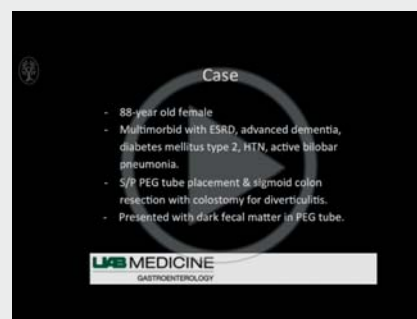 Case
- 88-year old female
- Multimorbid with ESRD, advanced dementia,
diabetes mellitus type 2, HTN, active bilobar
pneumonia.
- S/P PEG tube placement & sigmoid colon
resection with colostomy for diverticulitis.
- Presented with dark fecal matter in PEG tube.
UAB MEDICINE
GASTROENTEROLOGY